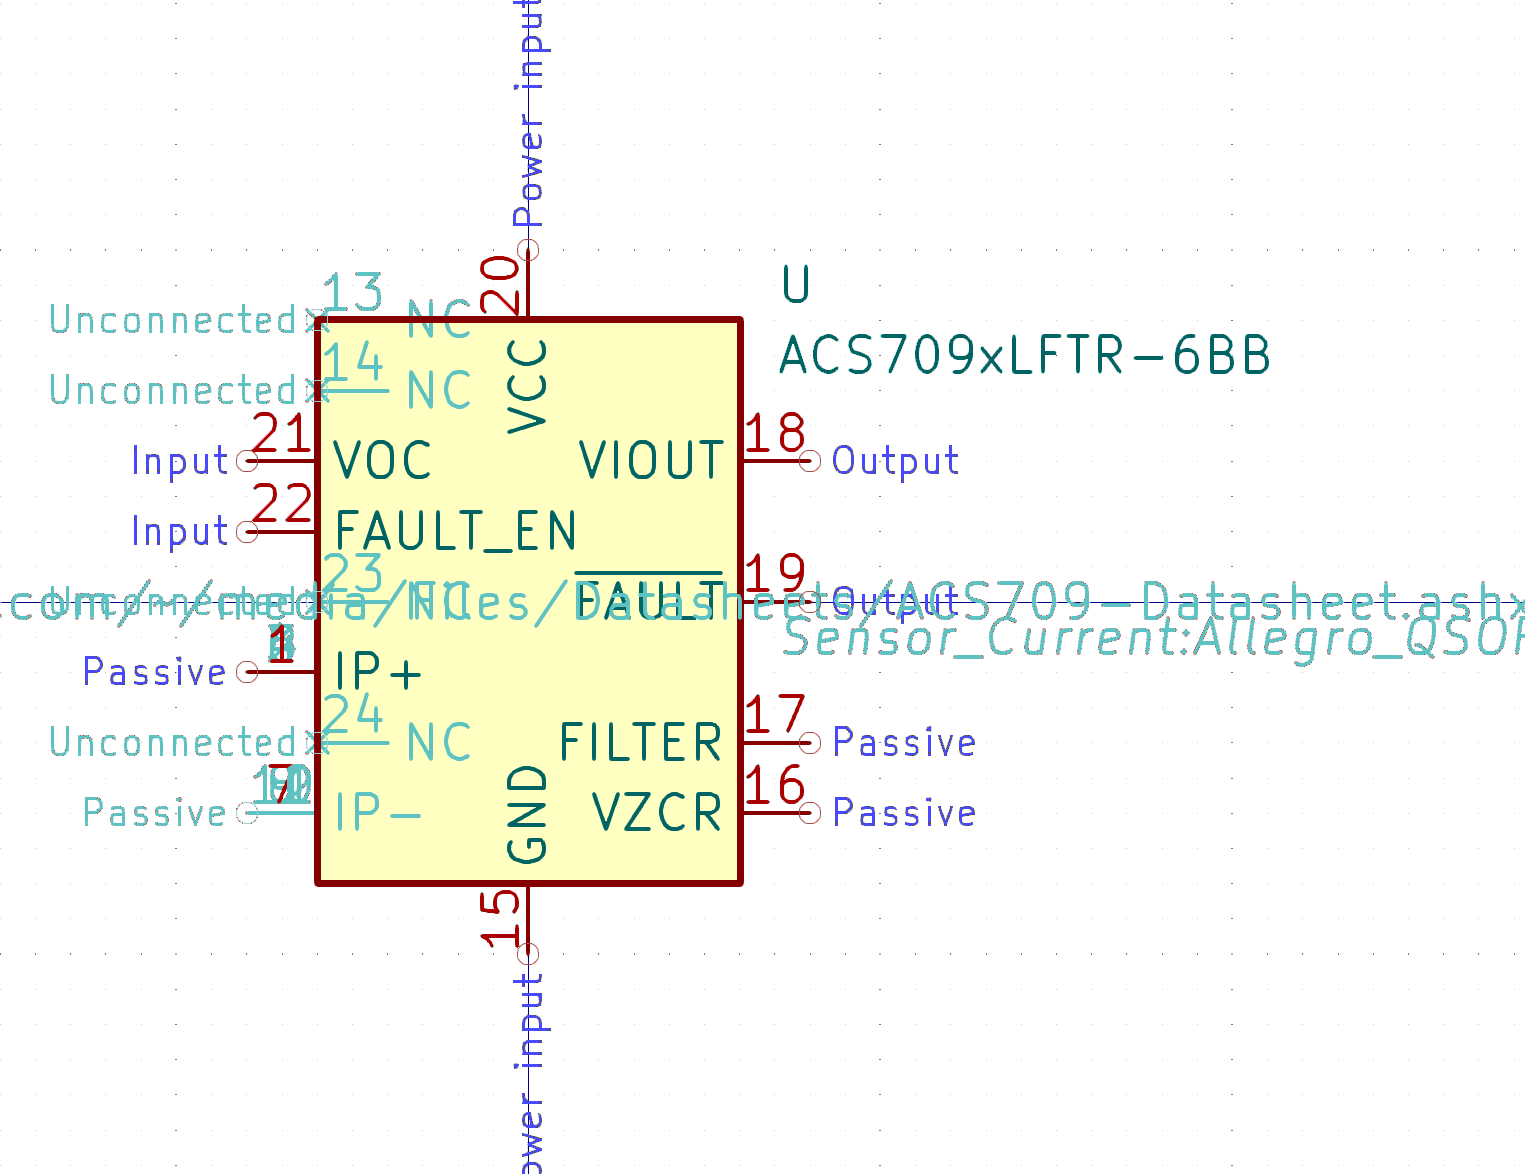 Power input
20
U
13
Unconnected NC
VCC
ACS709xLFTR-6BB
14
Unconnected NC
21
Input VOC
VIOUT 18 Output
22
Input FAULT_EN
23
Unconnected NC
FAULT 19 Output
.com/~/media/Files/Datasheets/ACS709-Datasheet.ashx
Sensor_Current:Allegro_QSOP
1
Passive IP+
24
Unconnected NC
FILTER 17 Passive
7
Passive IP-
GND
VZCR 16 Passive
15
Power input